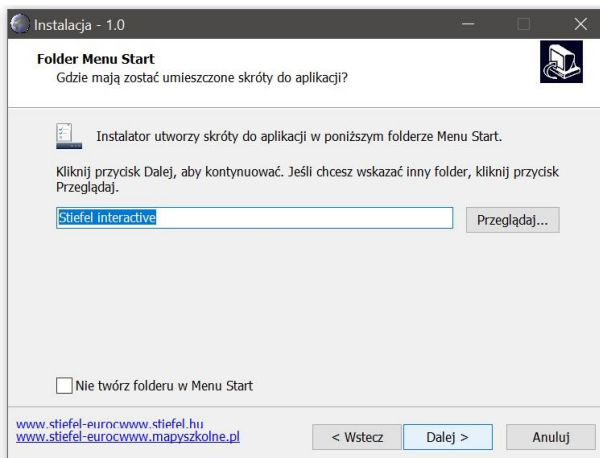 Instalacja - 1.0
Folder Menu Start
Gdzie mają zostać umieszczone skróty do aplikacji?
Instalator utworzy skróty do aplikacji w poniższym folderze Menu Start.
Kliknij przycisk Dalej, aby kontynuować. Jeśli chcesz wskazać inny folder, kliknij przycisk
Przeglądaj.
Stiefel interactive
Przeglądaj...
Nie twórz folderu w Menu Start
www.stiefel-eurocwww.stiefel.hu
www.stiefel-eurocwww.mapyszkolne.pl
< Wstecz
Dalej >
Anuluj